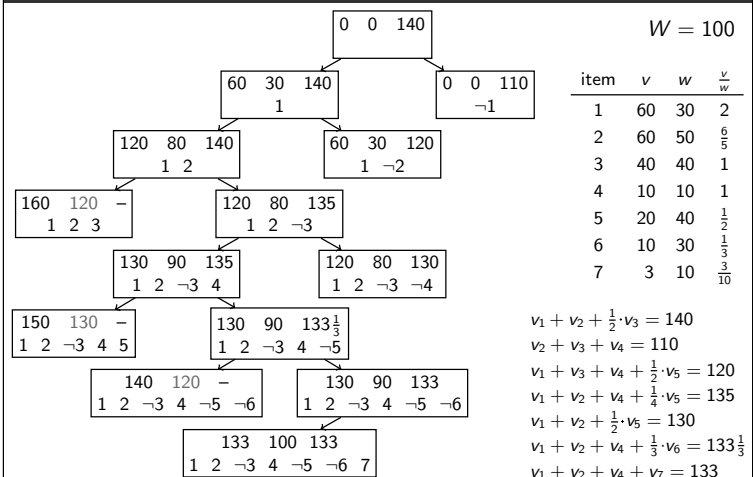 0 0 140
W = 100
60 30 140
1
0 0 110
¬1
item v w v/w
1 60 30 2
2 60 50 6/5
3 40 40 1
4 10 10 1
5 20 40 1/2
6 10 30 1/3
7 3 10 3/10
120 80 140
1 2
60 30 120
1 ¬2
160 120 –
1 2 3
120 80 135
1 2 ¬3
130 90 135
1 2 ¬3 4
120 80 130
1 2 ¬3 ¬4
150 130 –
1 2 ¬3 4 5
130 90 133⅓
1 2 ¬3 4 ¬5
140 120 –
1 2 ¬3 4 ¬5 ¬6
130 90 133
1 2 ¬3 4 ¬5 ¬6
133 100 133
1 2 ¬3 4 ¬5 ¬6 7
v₁ + v₂ + ½·v₃ = 140
v₂ + v₃ + v₄ = 110
v₁ + v₃ + v₄ + ½·v₅ = 120
v₁ + v₂ + v₄ + ¼·v₅ = 135
v₁ + v₂ + ½·v₅ = 130
v₁ + v₂ + v₄ + ⅓·v₆ = 133⅓
v₁ + v₂ + v₄ + v₇ = 133